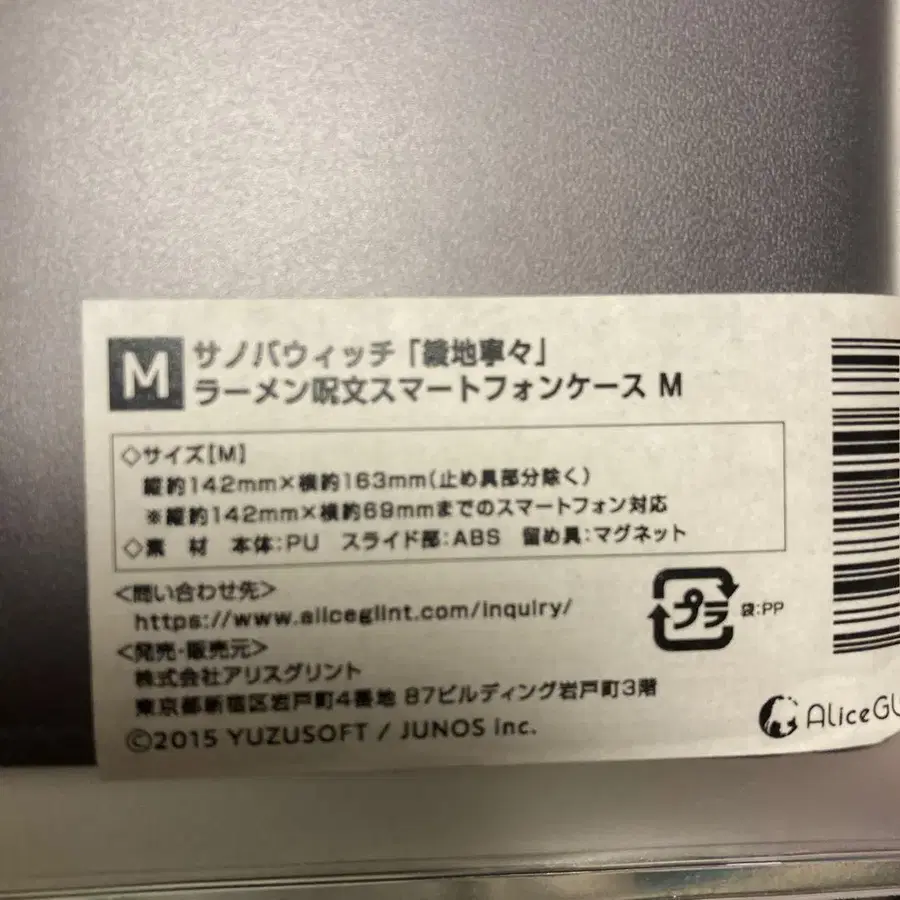 M
サノバウィッチ「綾地寧々」
ラーメン呪文スマートフォンケース M
◇サイズ【M】
縦約142mm×横約163mm(止め具部分除く)
※縦約142mm×横約69mmまでのスマートフォン対応
◇素 材 本体:PU スライド部:ABS 留め具:マグネット
<問い合わせ先>
https://www.aliceglint.com/inquiry/
プラ 袋:PP
<発売・販売元>
株式会社アリスグリント
東京都新宿区岩戸町4番地 87ビルディング岩戸町3階
©2015 YUZUSOFT / JUNOS Inc.
AliceGL